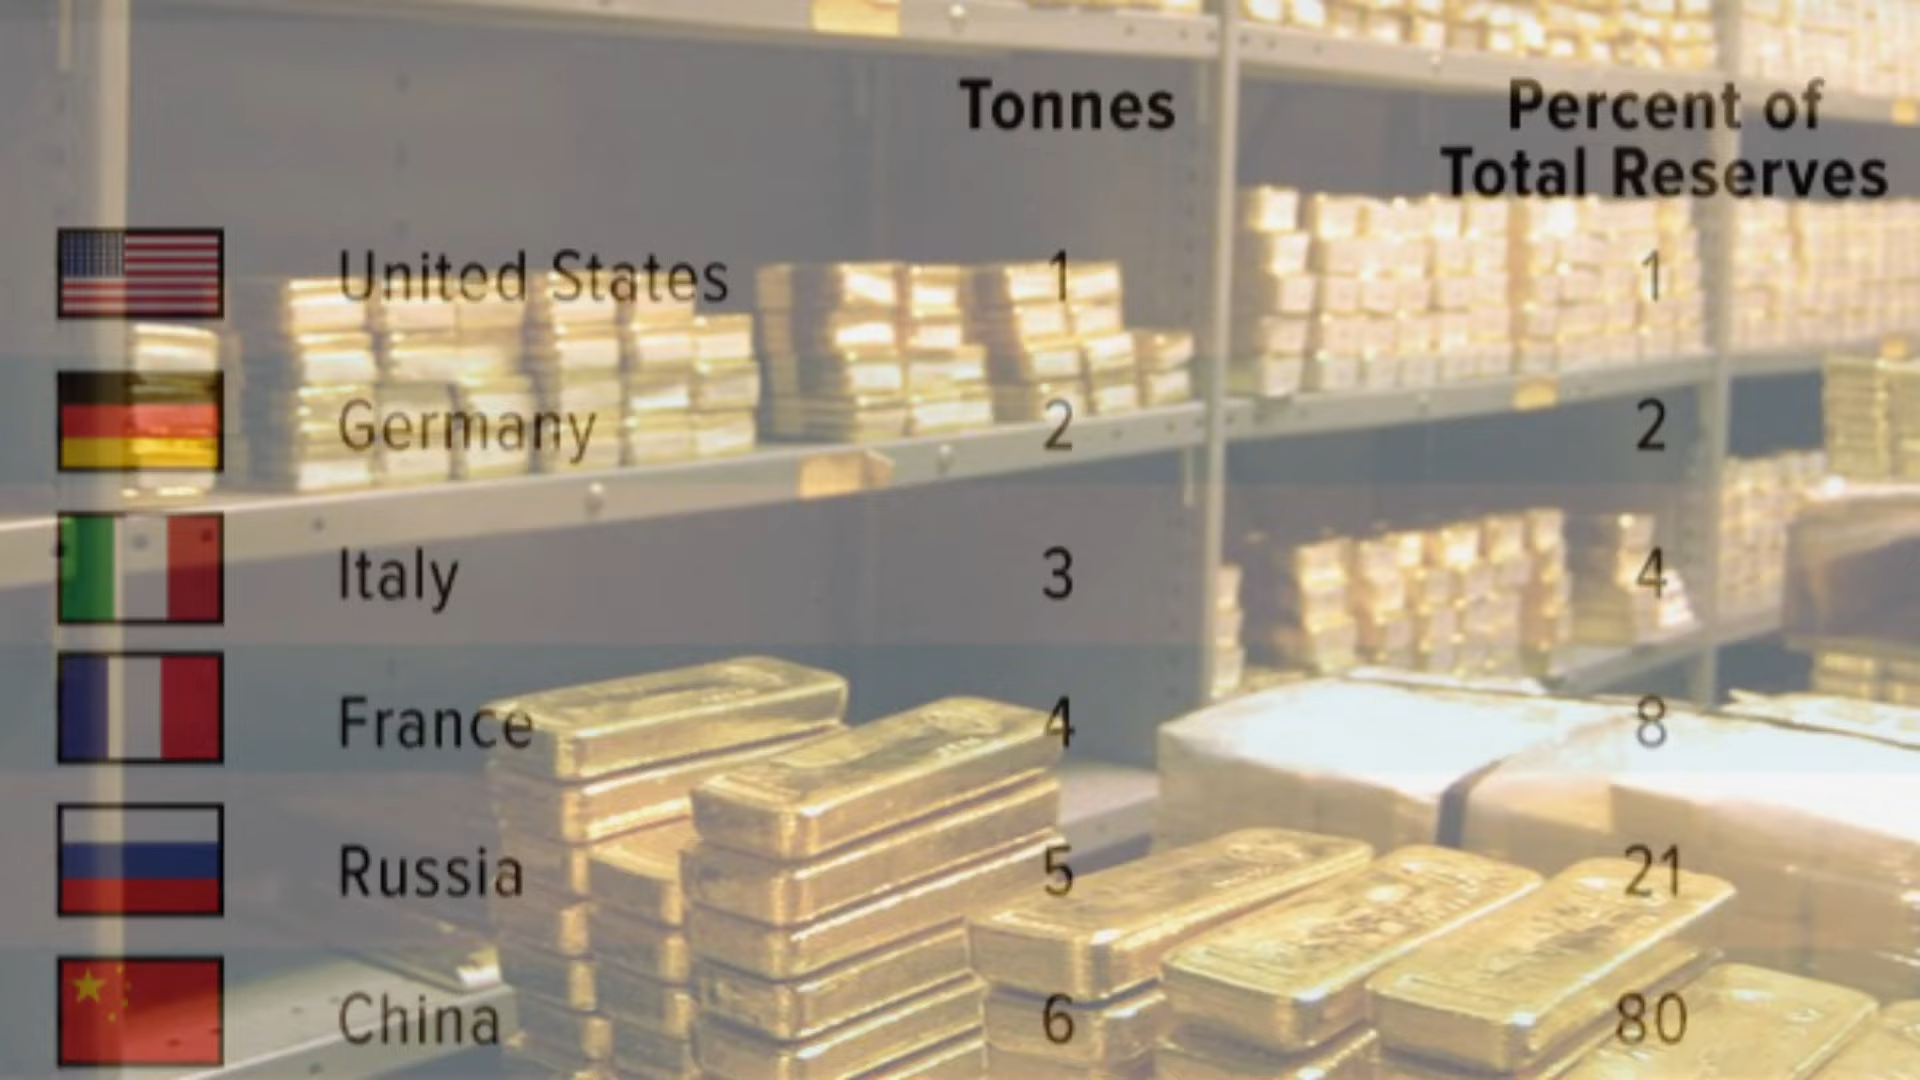 Tonnes
Percent of
Total Reserves
United States 1 1
Germany 2 2
Italy 3 4
France 4 8
Russia 5 21
China 6 80